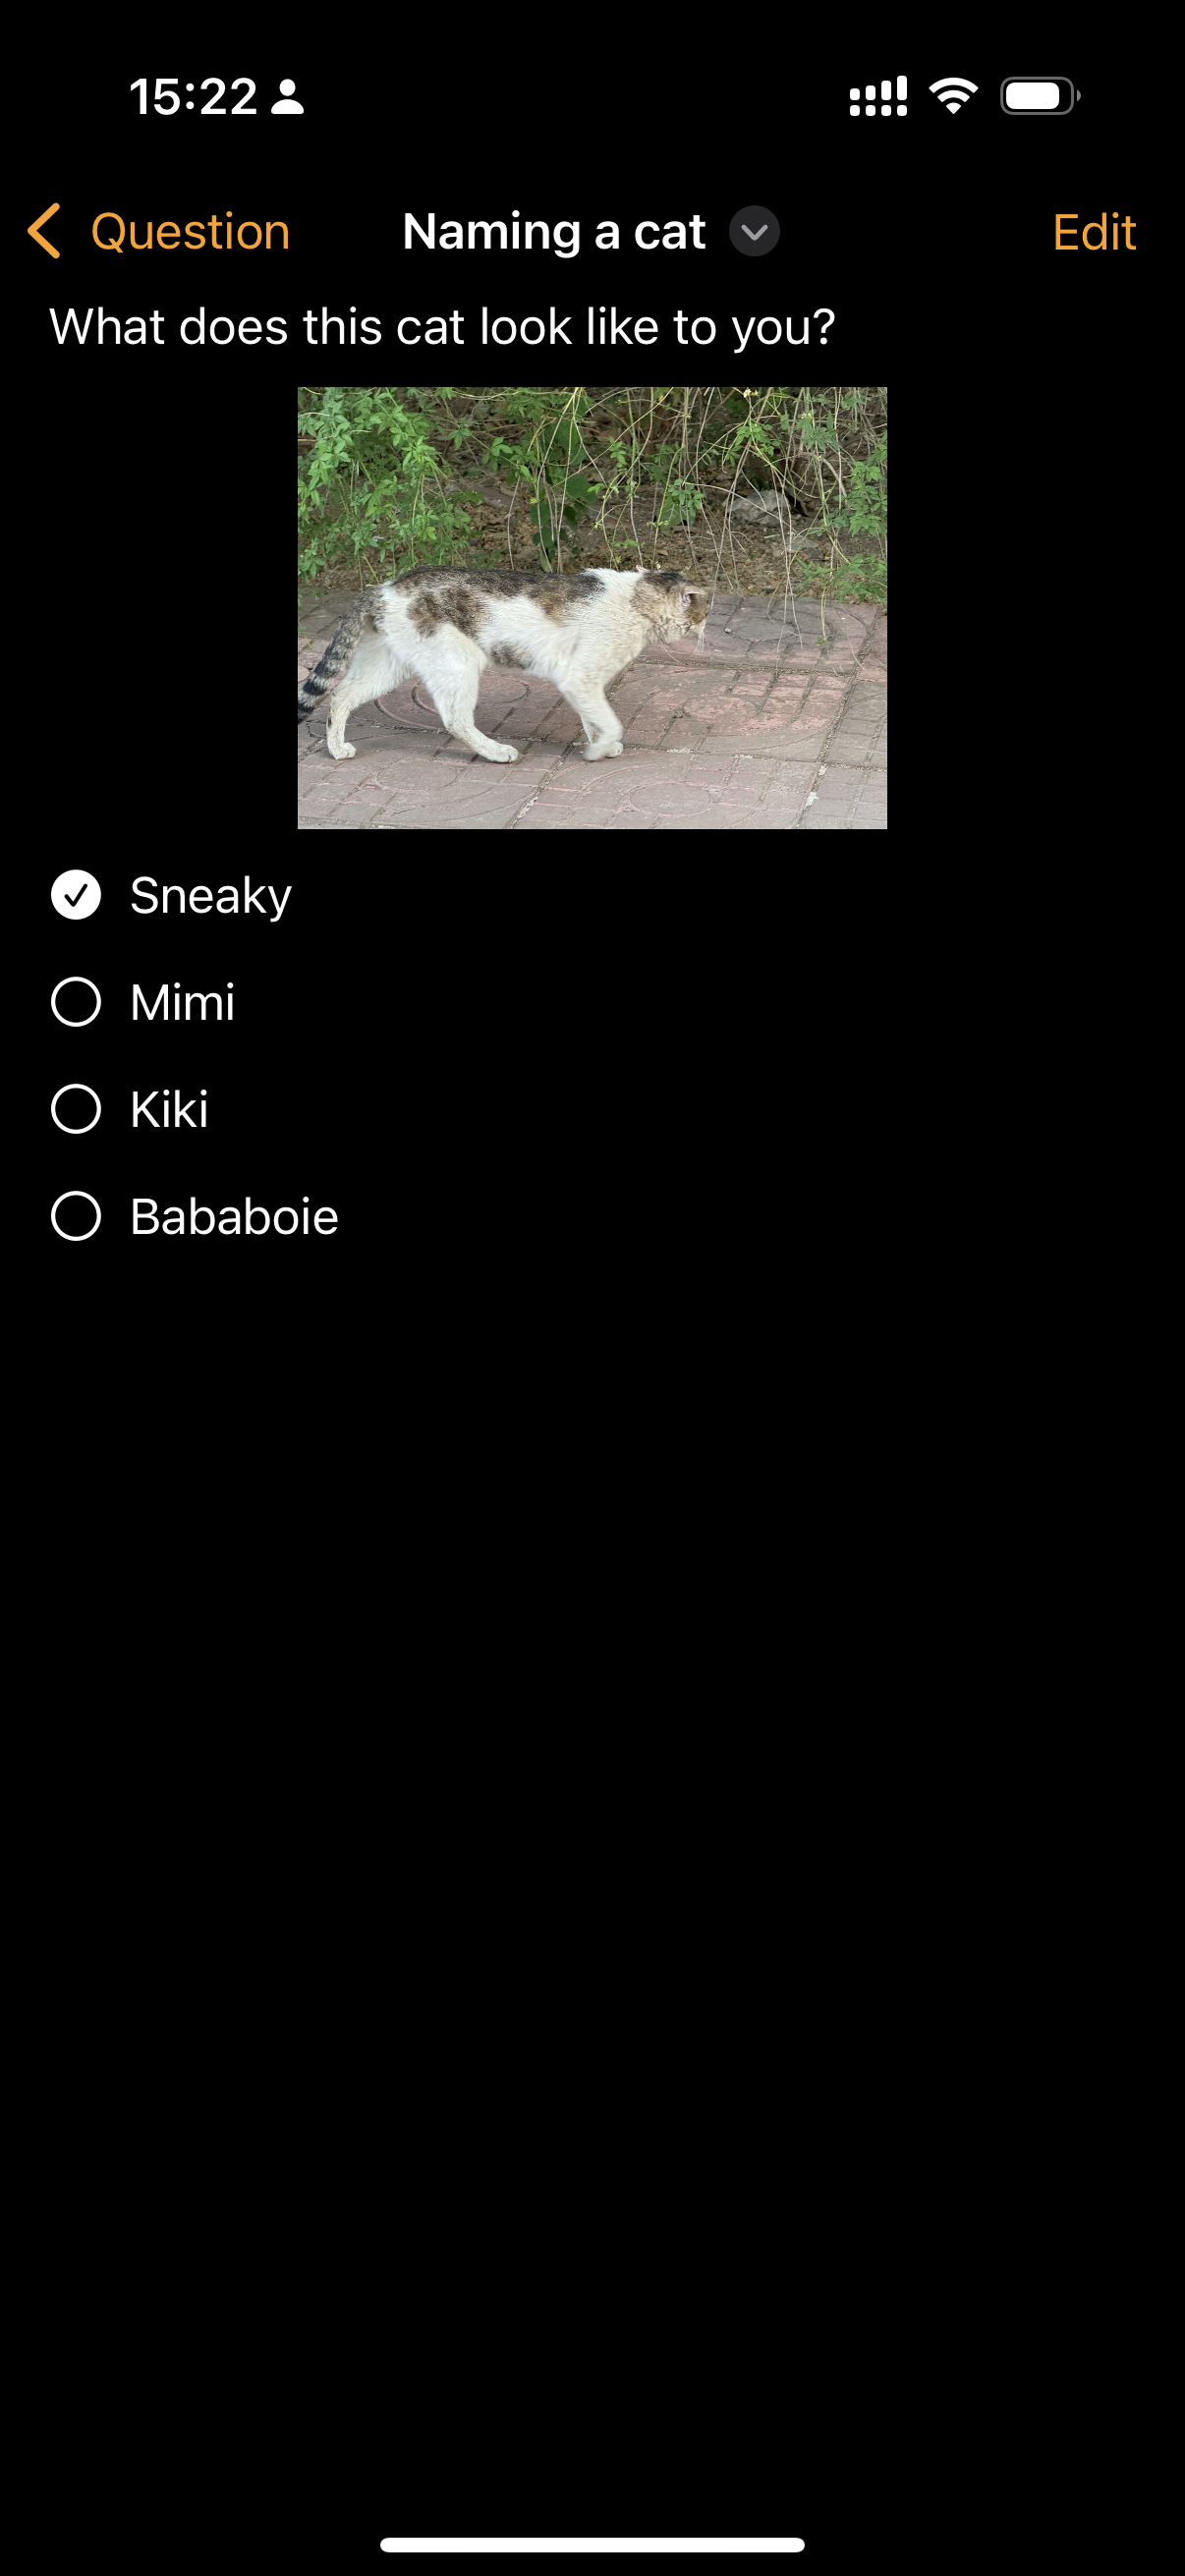 15:22
Question
Naming a cat
Edit
What does this cat look like to you?
Sneaky
Mimi
Kiki
Bababoie